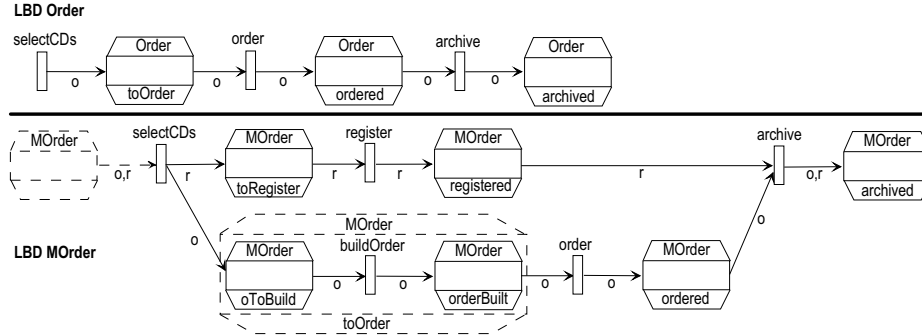 LBD Order
selectCDs
Order
order
Order
archive
Order
o
o
o
o
o
toOrder
ordered
archived
MOrder
selectCDs
MOrder
register
MOrder
archive
MOrder
o,r
r
r
r
r
o,r
toRegister
registered
archived
o
MOrder
o
LBD MOrder
MOrder
buildOrder
MOrder
order
MOrder
o
o
o
o
oToBuild
orderBuilt
ordered
toOrder